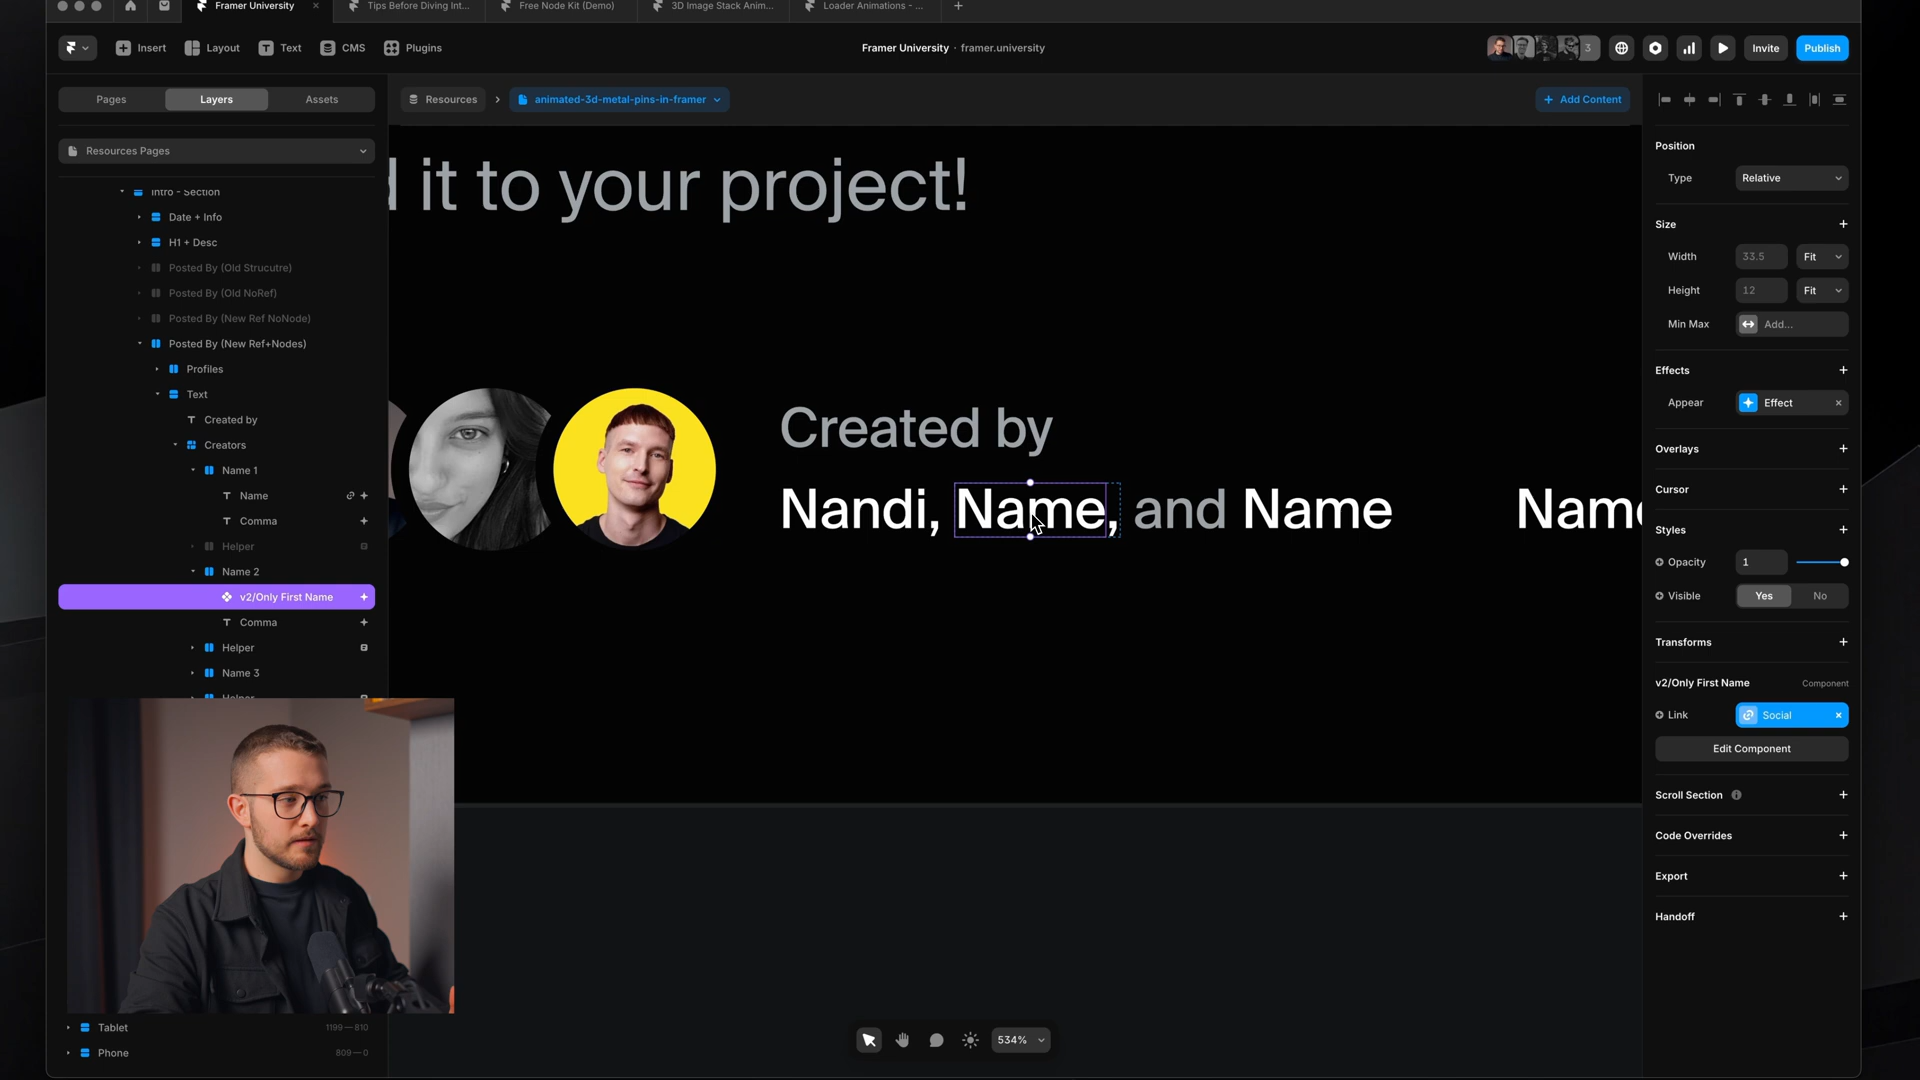 Framer University
Tips Before Diving Int...
Free Node Kit (Demo)
3D Image Stack Anim...
Loader Animations - ...
Insert
Layout
Text
CMS
Plugins
Framer University · framer.university
3
Invite
Publish
Pages
Layers
Assets
Resources
animated-3d-metal-pins-in-framer
Add Content
Resources Pages
Intro - Section
Date + Info
H1 + Desc
Posted By (Old Strucutre)
Posted By (Old NoRef)
Posted By (New Ref NoNode)
Posted By (New Ref+Nodes)
Profiles
Text
Created by
Creators
Name 1
Name
Comma
Helper
Name 2
v2/Only First Name
Comma
Helper
Name 3
Helper
Tablet
1199—810
Phone
809—0
it to your project!
Created by
Nandi, Name, and Name
Name
534%
Position
Type
Relative
Size
Width
33.5
Fit
Height
12
Fit
Min Max
Add...
Effects
Appear
Effect
Overlays
Cursor
Styles
Opacity
1
Visible
Yes
No
Transforms
v2/Only First Name
Component
Link
Social
Edit Component
Scroll Section
Code Overrides
Export
Handoff